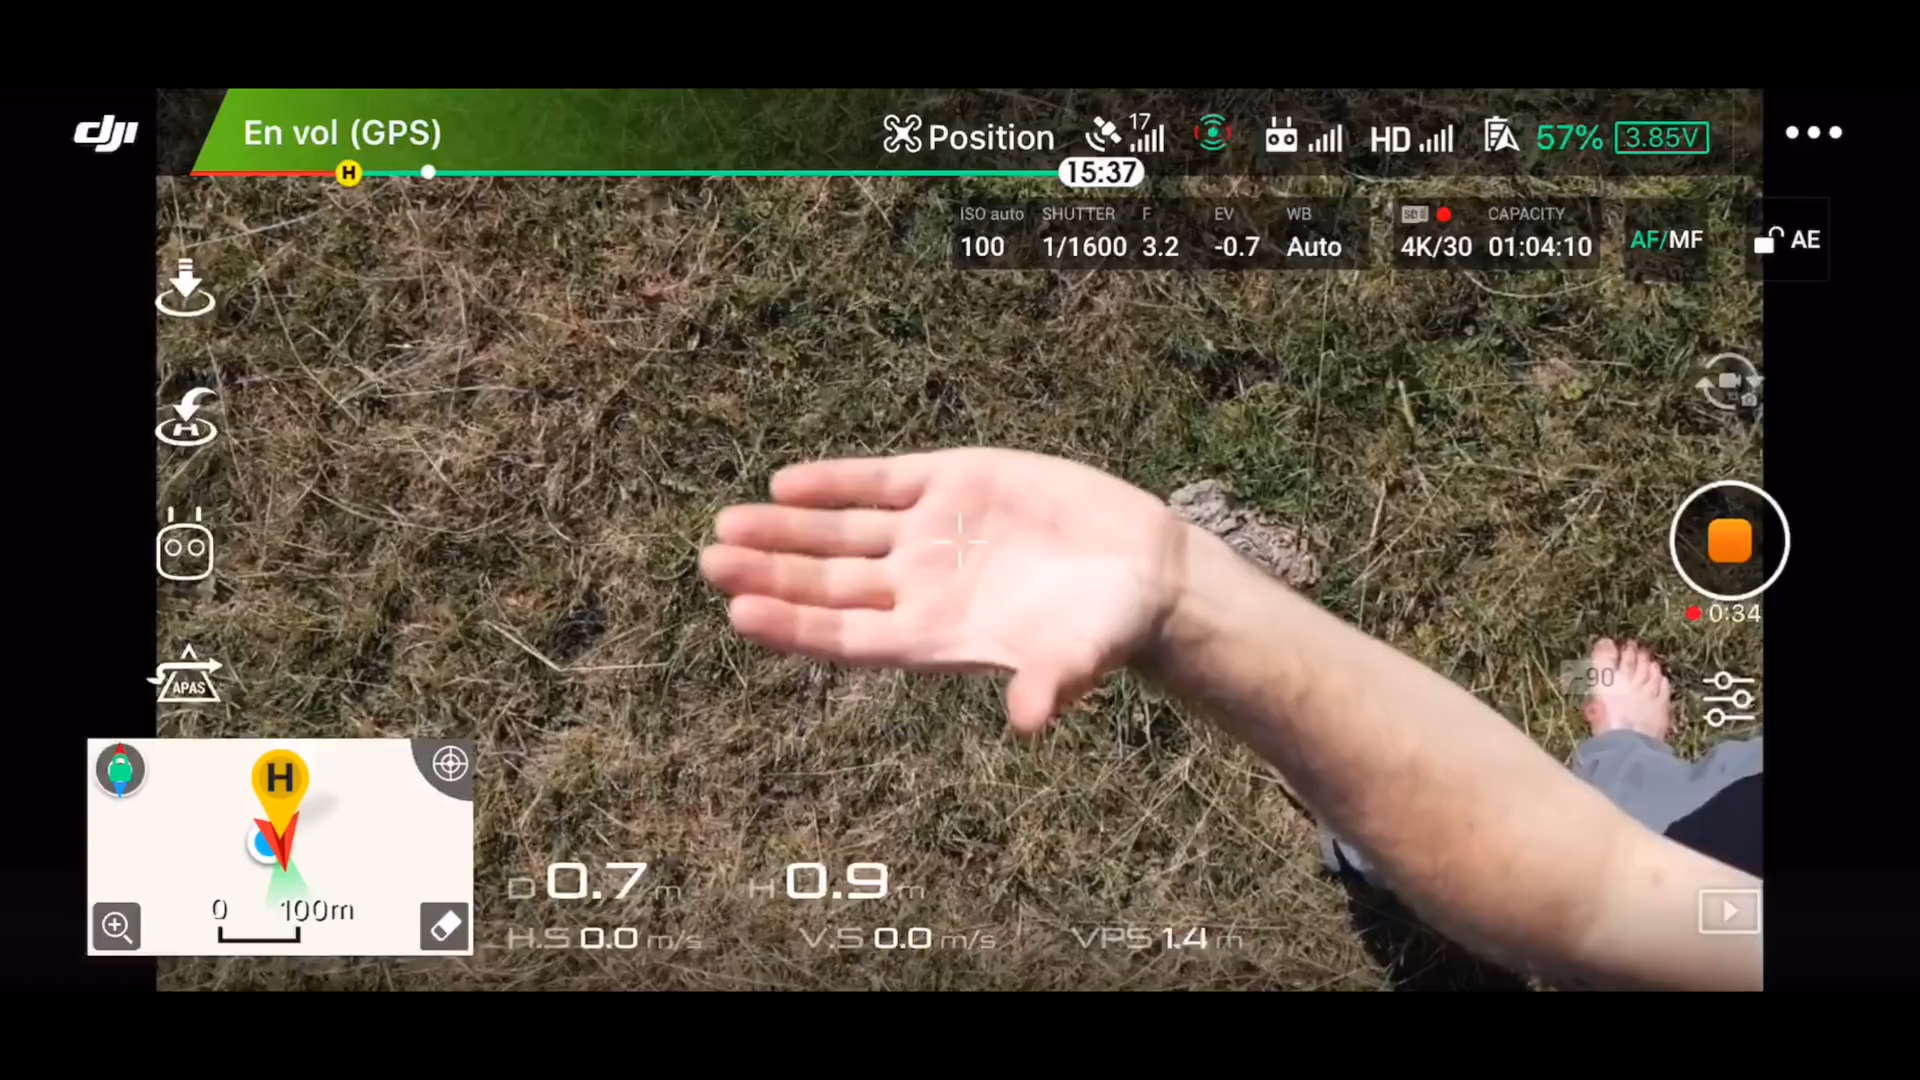 dji
En vol (GPS)
Position
17
HD
57%
3.85V
H
15:37
ISO auto
SHUTTER
F
EV
WB
CAPACITY
100
1/1600
3.2
-0.7
Auto
4K/30
01:04:10
AF/MF
AE
H
0:34
-90
APAS
H
0
100m
D 0.7 m
H 0.9 m
H.S 0.0 m/s
V.S 0.0 m/s
VPS 1.4 m